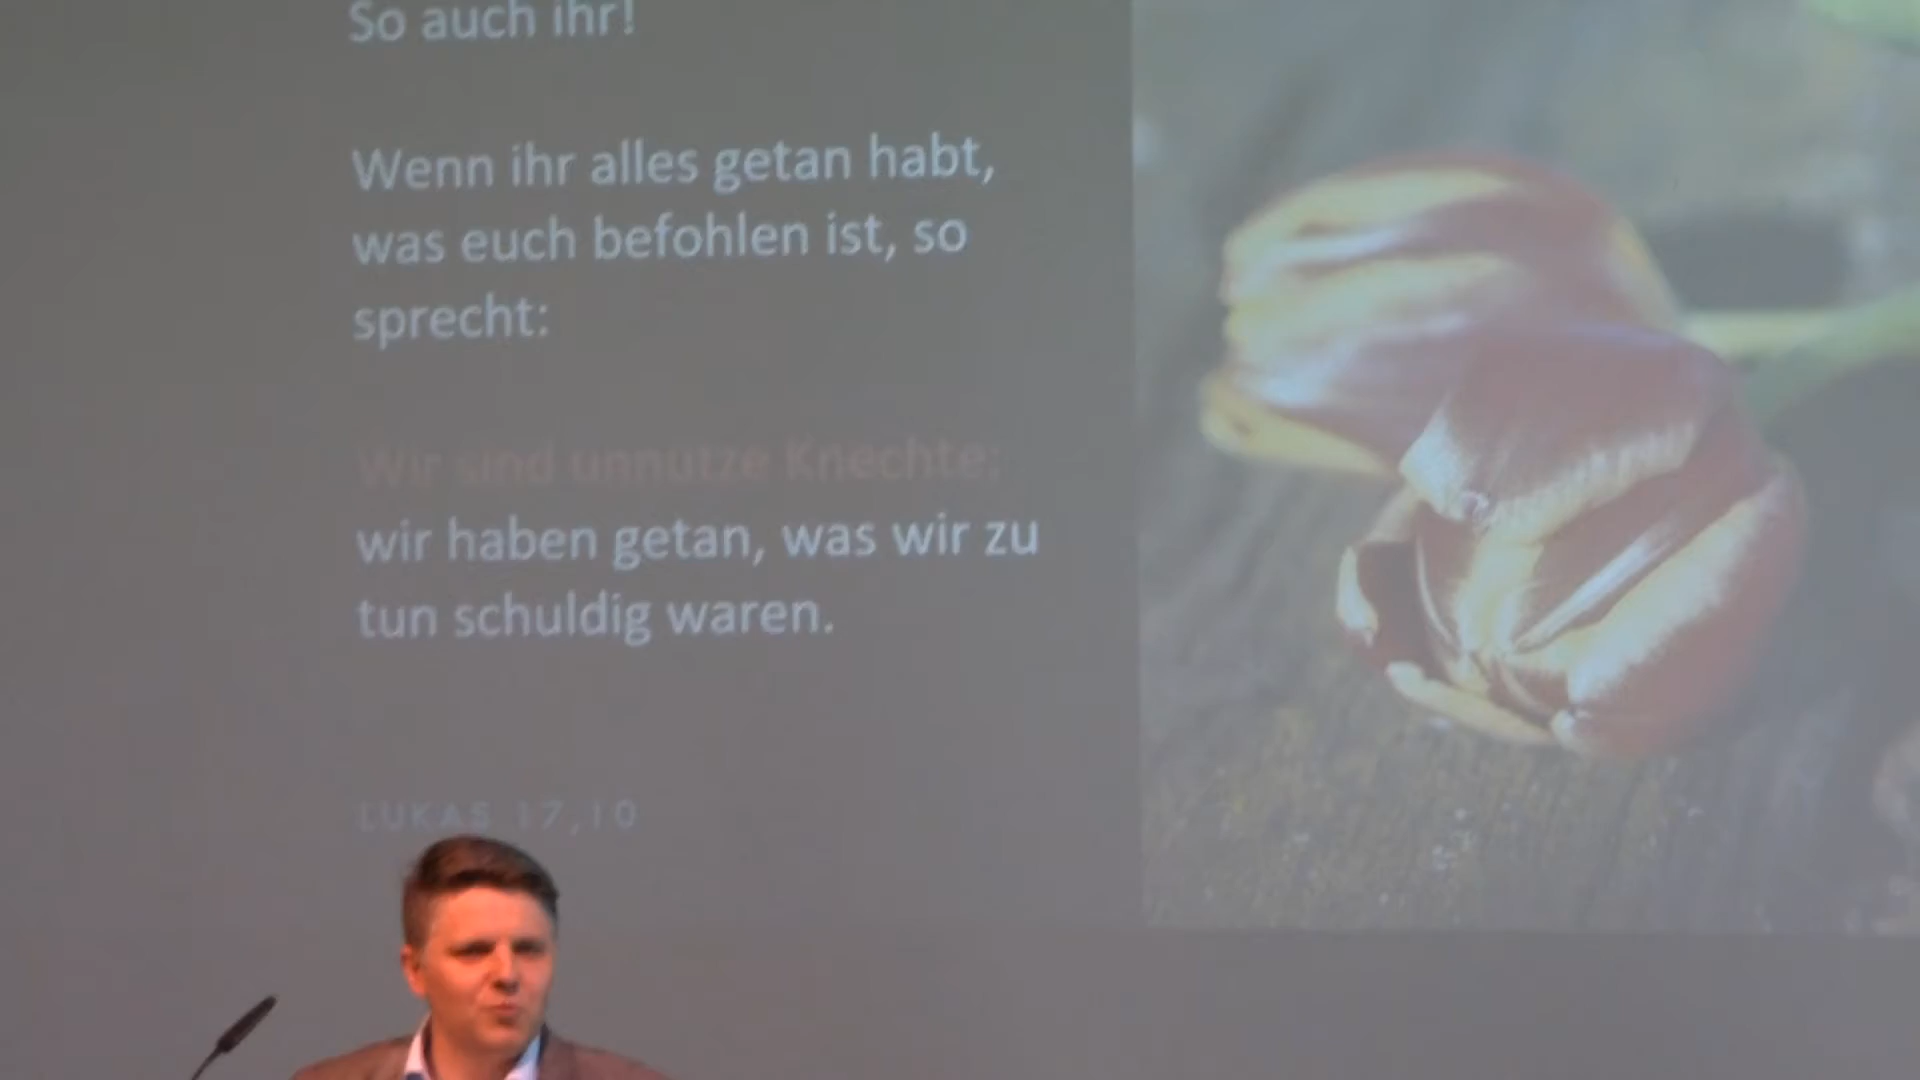 So auch ihr!
Wenn ihr alles getan habt,
was euch befohlen ist, so
sprecht:
Wir sind unnütze Knechte;
wir haben getan, was wir zu
tun schuldig waren.
LUKAS 17,10